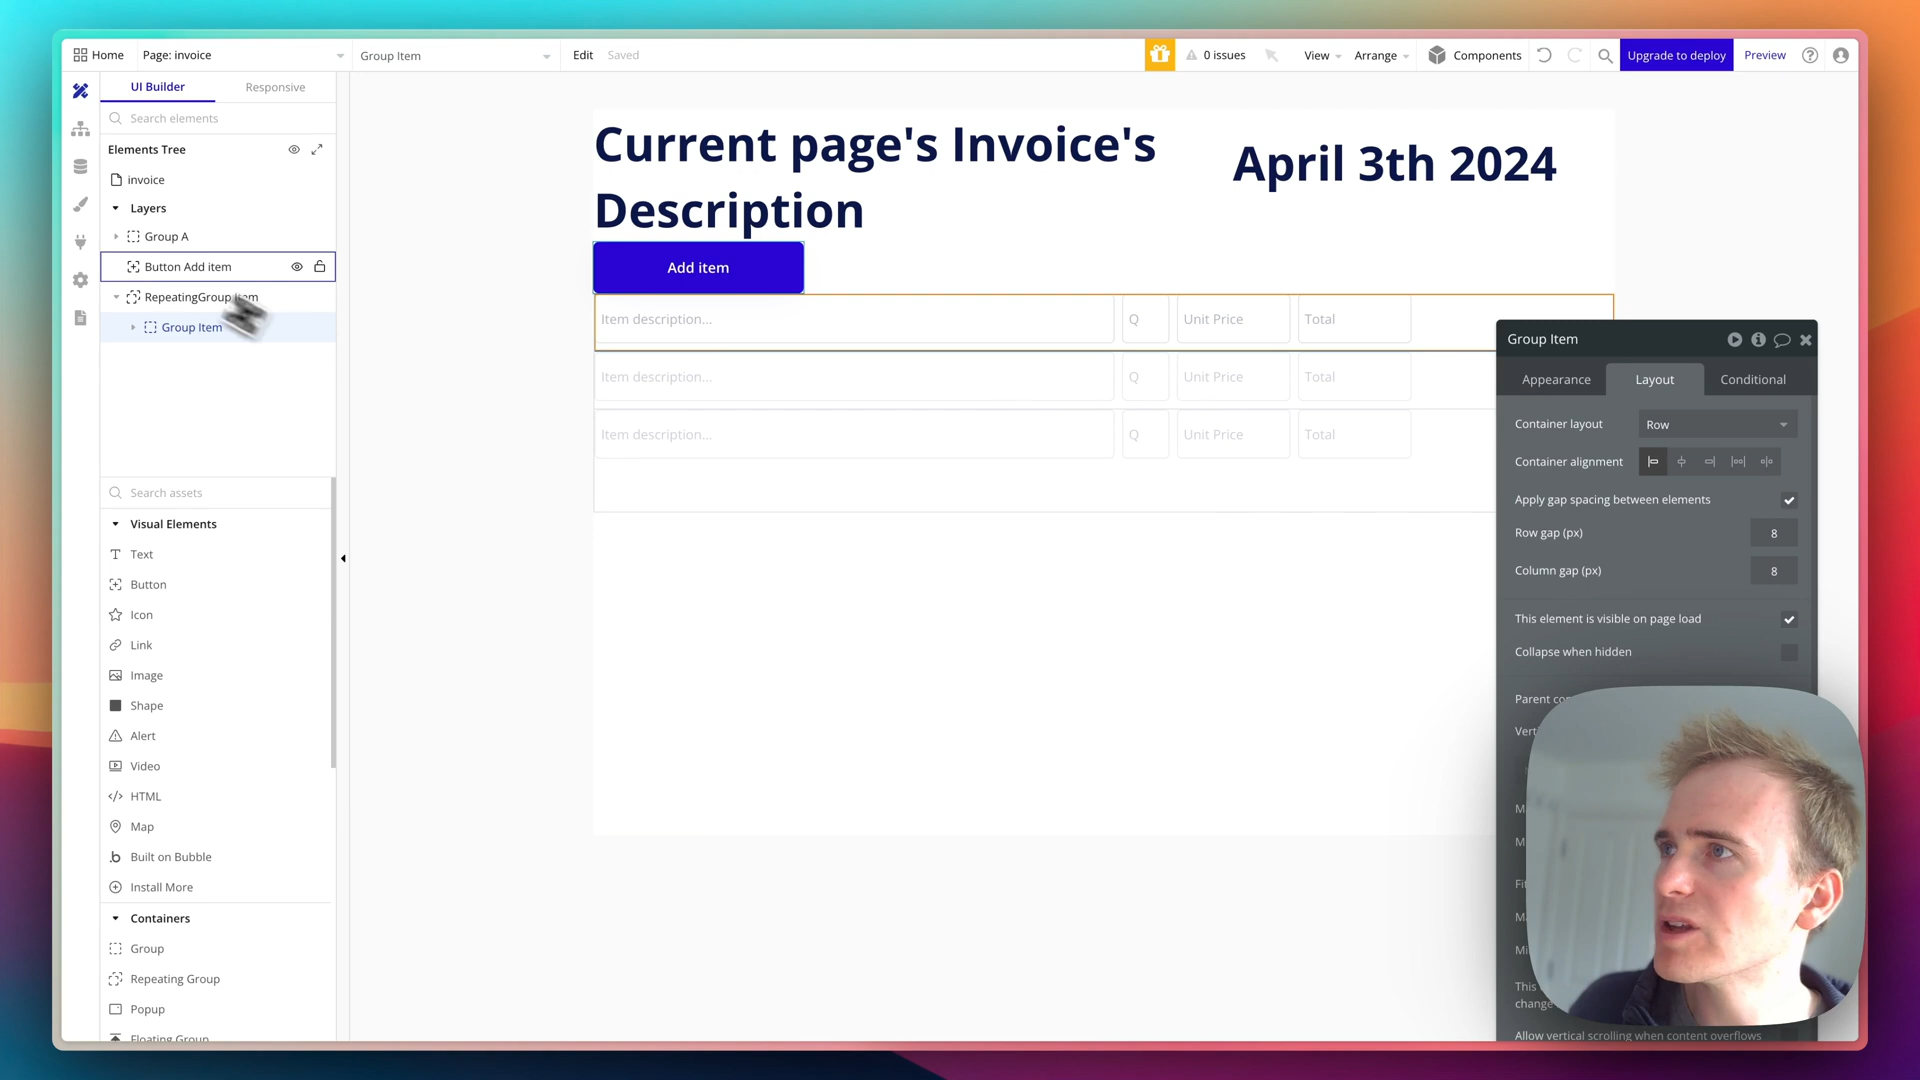 Home
Page: invoice
Group Item
Edit
Saved
0 issues
View
Arrange
Components
Upgrade to deploy
Preview
UI Builder
Responsive
Search elements
Elements Tree
invoice
Layers
Group A
Button Add item
RepeatingGroup
Group Item
Search assets
Visual Elements
Text
Button
Icon
Link
Image
Shape
Alert
Video
HTML
Map
Built on Bubble
Install More
Containers
Group
Repeating Group
Popup
Floating Group
Current page's Invoice's
Description
April 3th 2024
Add item
Item description... Q Unit Price Total
Item description... Q Unit Price Total
Item description... Q Unit Price Total
Group Item
Appearance Layout Conditional
Container layout Row
Container alignment
Apply gap spacing between elements
Row gap (px) 8
Column gap (px) 8
This element is visible on page load
Collapse when hidden
Parent
This
change
Allow vertical scrolling when content overflows